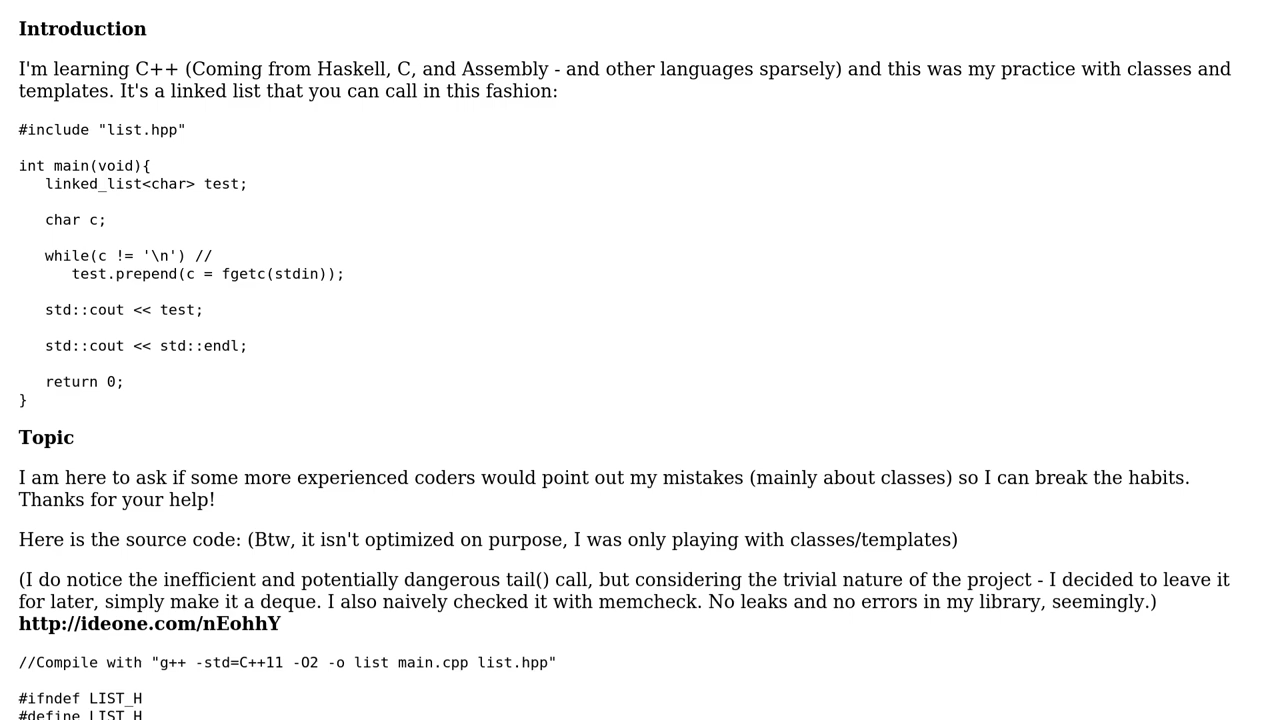 Introduction
I'm learning C++ (Coming from Haskell, C, and Assembly - and other languages sparsely) and this was my practice with classes and
templates. It's a linked list that you can call in this fashion:
#include "list.hpp"
int main(void){
   linked_list<char> test;
   char c;
   while(c != '\n') //
      test.prepend(c = fgetc(stdin));
   std::cout << test;
   std::cout << std::endl;
   return 0;
}
Topic
I am here to ask if some more experienced coders would point out my mistakes (mainly about classes) so I can break the habits.
Thanks for your help!
Here is the source code: (Btw, it isn't optimized on purpose, I was only playing with classes/templates)
(I do notice the inefficient and potentially dangerous tail() call, but considering the trivial nature of the project - I decided to leave it
for later, simply make it a deque. I also naively checked it with memcheck. No leaks and no errors in my library, seemingly.)
http://ideone.com/nEohhY
//Compile with "g++ -std=C++11 -O2 -o list main.cpp list.hpp"
#ifndef LIST_H
#define LIST_H